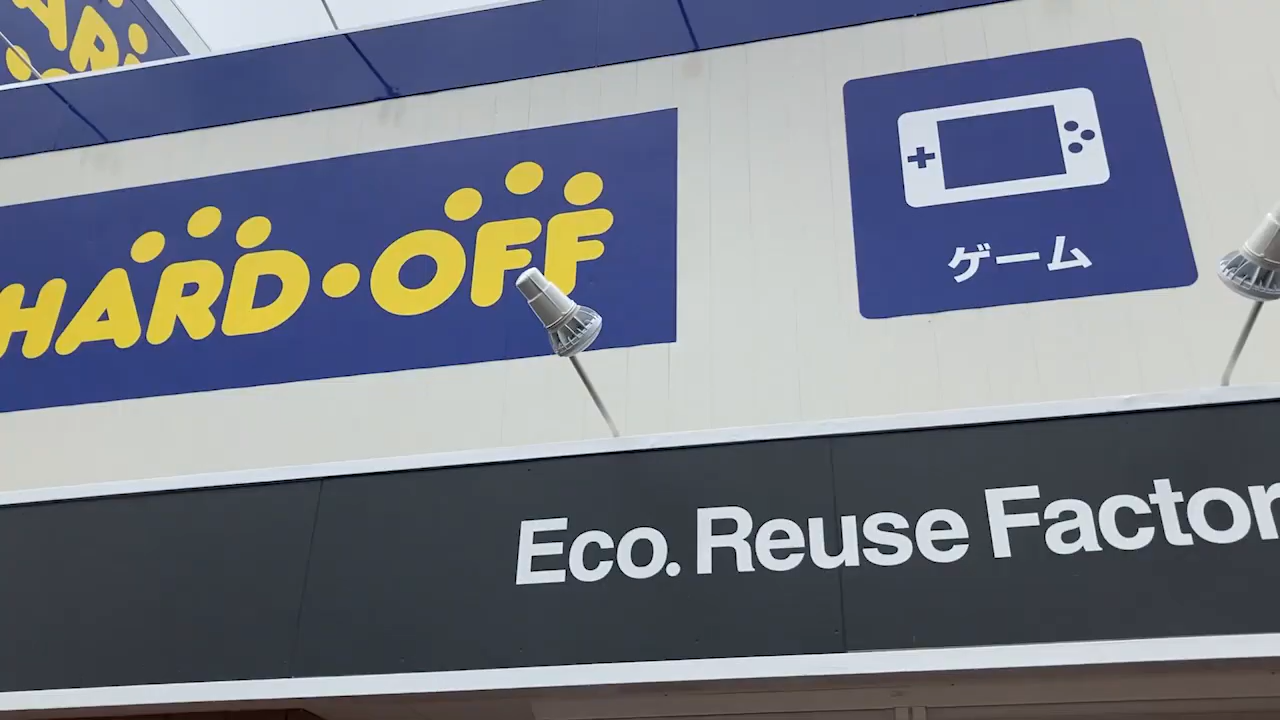 HARD・OFF
ゲーム
Eco. Reuse Factor